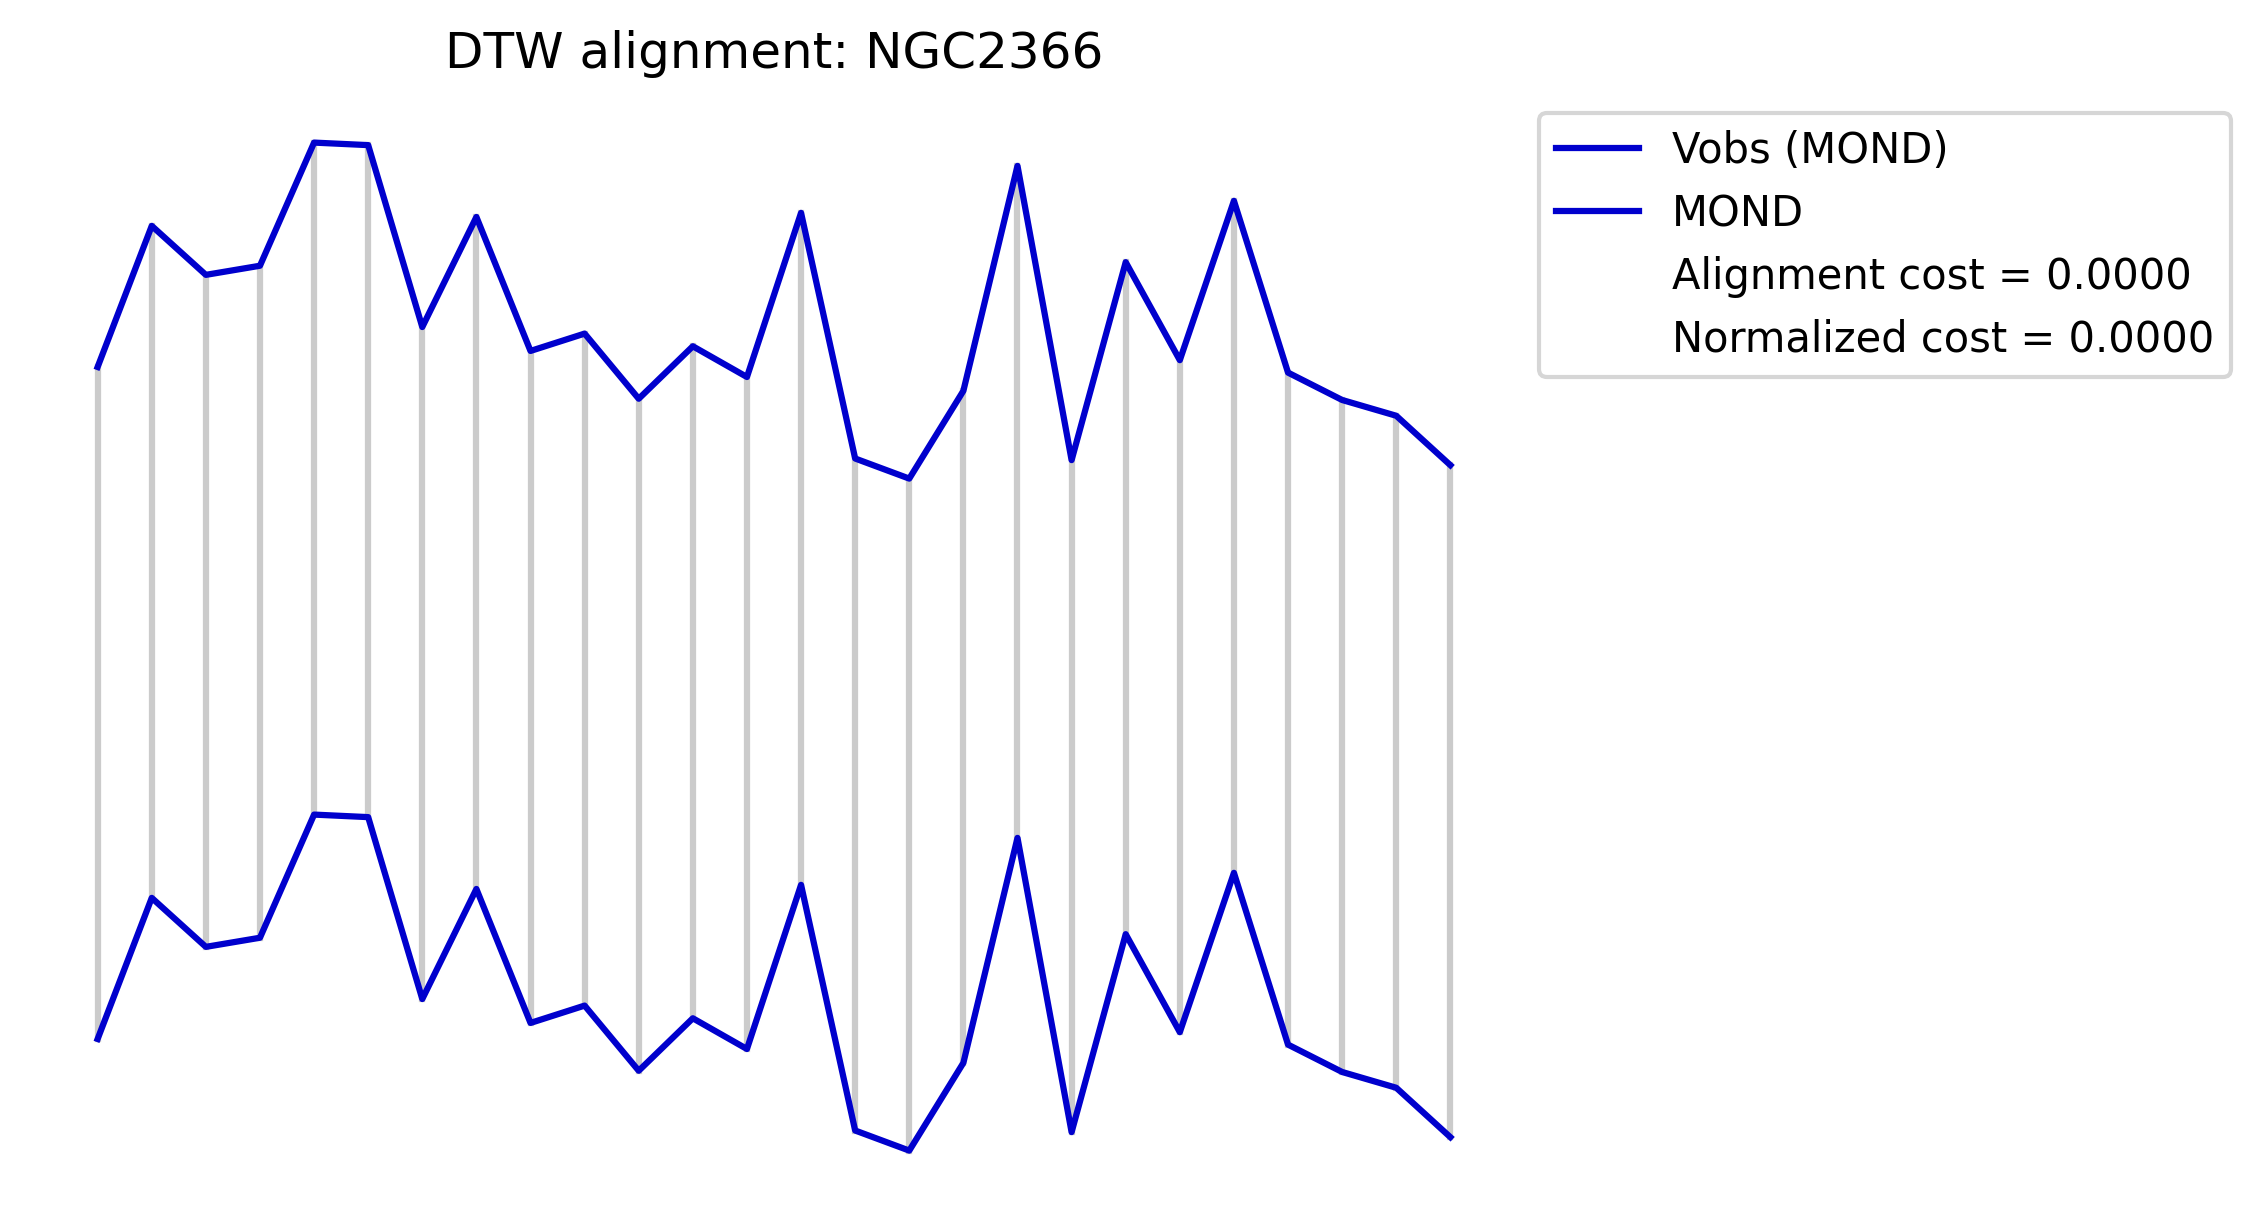 DTW alignment: NGC2366
Vobs (MOND)
MOND
Alignment cost = 0.0000
Normalized cost = 0.0000